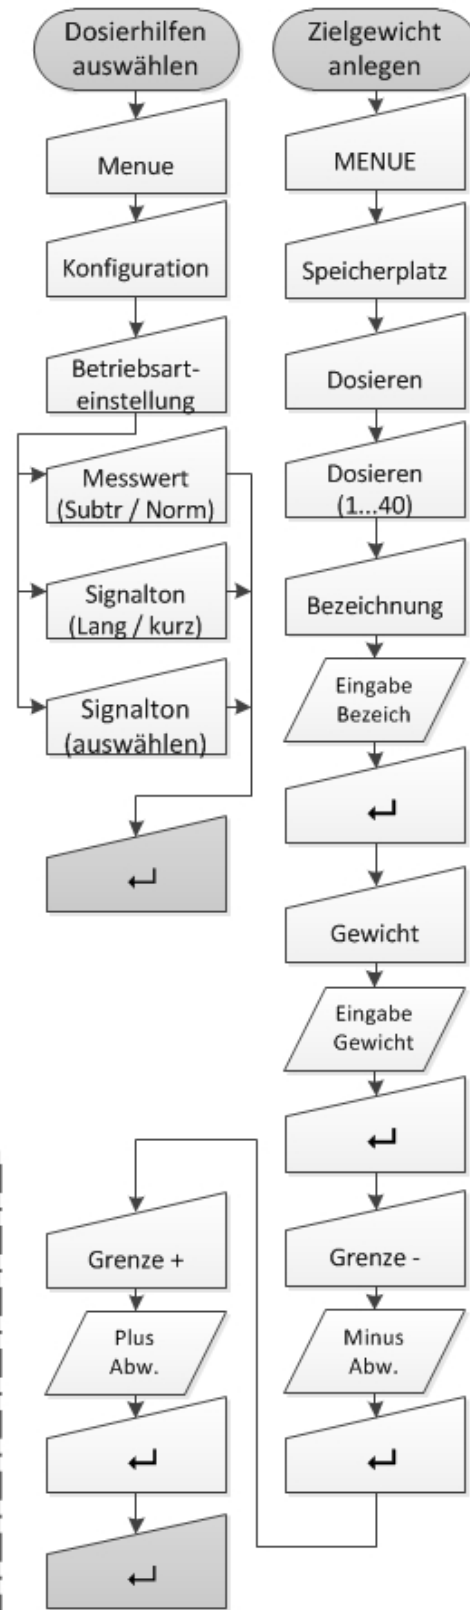 Dosierhilfen
auswählen
Menue
Konfiguration
Betriebsart-
einstellung
Messwert
(Subtr / Norm)
Signalton
(Lang / kurz)
Signalton
(auswählen)
↵
Zielgewicht
anlegen
MENUE
Speicherplatz
Dosieren
Dosieren
(1...40)
Bezeichnung
Eingabe
Bezeich
↵
Gewicht
Eingabe
Gewicht
↵
Grenze -
Minus
Abw.
↵
Grenze +
Plus
Abw.
↵
↵